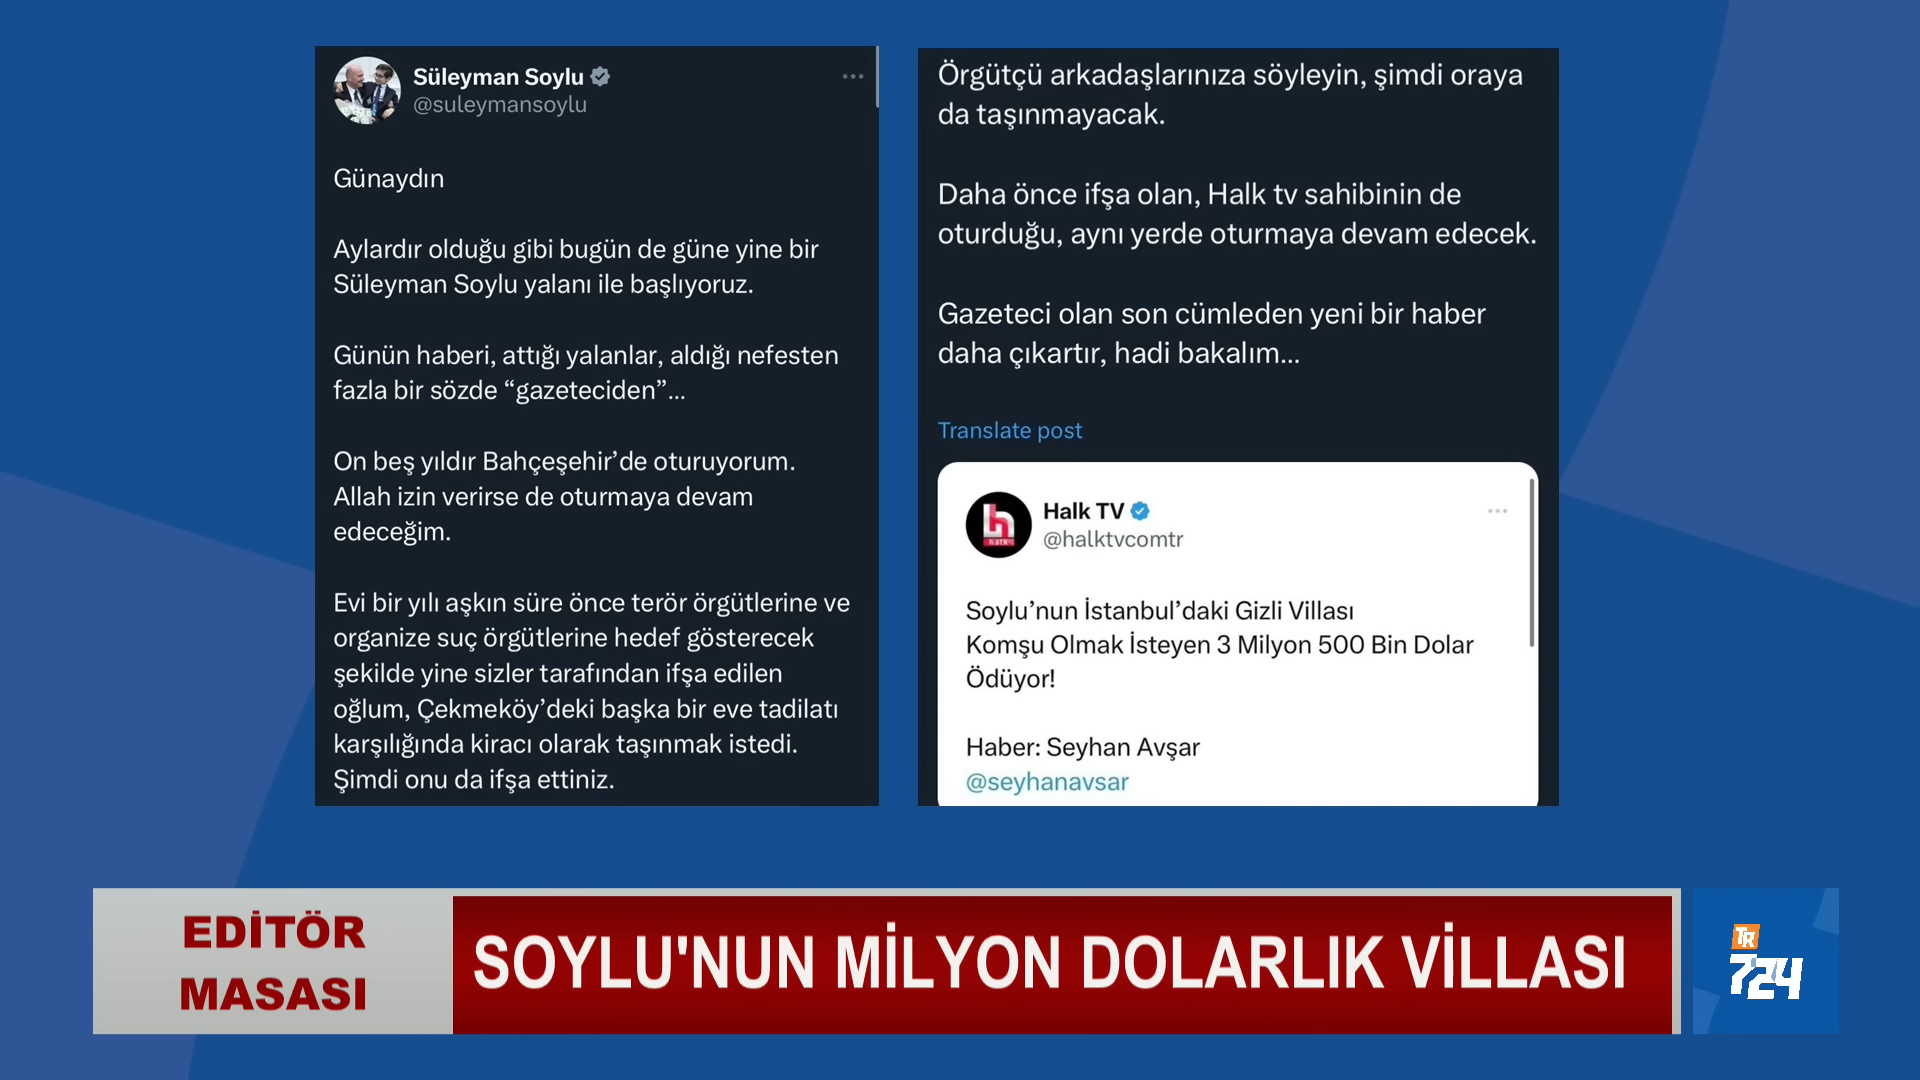 Süleyman Soylu
@suleymansoylu
Günaydın
Aylardır olduğu gibi bugün de güne yine bir
Süleyman Soylu yalanı ile başlıyoruz.
Günün haberi, attığı yalanlar, aldığı nefesten
fazla bir sözde “gazeteciden”...
On beş yıldır Bahçeşehir’de oturuyorum.
Allah izin verirse de oturmaya devam
edeceğim.
Evi bir yılı aşkın süre önce terör örgütlerine ve
organize suç örgütlerine hedef gösterecek
şekilde yine sizler tarafından ifşa edilen
oğlum, Çekmeköy’deki başka bir eve tadilatı
karşılığında kiracı olarak taşınmak istedi.
Şimdi onu da ifşa ettiniz.
Örgütçü arkadaşlarınıza söyleyin, şimdi oraya
da taşınmayacak.
Daha önce ifşa olan, Halk tv sahibinin de
oturduğu, aynı yerde oturmaya devam edecek.
Gazeteci olan son cümleden yeni bir haber
daha çıkartır, hadi bakalım...
Translate post
h
halk
Halk TV
@halktvcomtr
Soylu’nun İstanbul’daki Gizli Villası
Komşu Olmak İsteyen 3 Milyon 500 Bin Dolar
Ödüyor!
Haber: Seyhan Avşar
@seyhanavsar
EDİTÖR
MASASI
SOYLU'NUN MİLYON DOLARLIK VİLLASI
TR
724